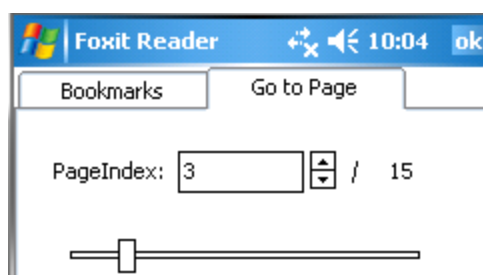 Foxit Reader 10:04 ok
Bookmarks Go to Page
PageIndex: 3 / 15